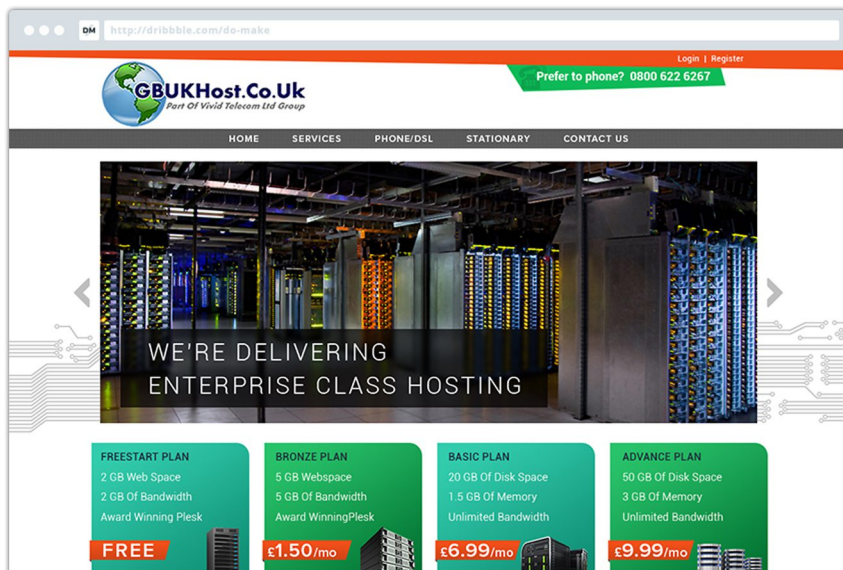 DM http://dribbble.com/do-make
Login | Register
Prefer to phone? 0800 622 6267
GBUKHost.Co.Uk
Part Of Vivid Telecom Ltd Group
HOME SERVICES PHONE/DSL STATIONARY CONTACT US
WE'RE DELIVERING
ENTERPRISE CLASS HOSTING
FREESTART PLAN
2 GB Web Space
2 GB Of Bandwidth
Award Winning Plesk
FREE
BRONZE PLAN
5 GB Webspace
5 GB Of Bandwidth
Award WinningPlesk
£1.50/mo
BASIC PLAN
20 GB Of Disk Space
1.5 GB Of Memory
Unlimited Bandwidth
£6.99/mo
ADVANCE PLAN
50 GB Of Disk Space
3 GB Of Memory
Unlimited Bandwidth
£9.99/mo